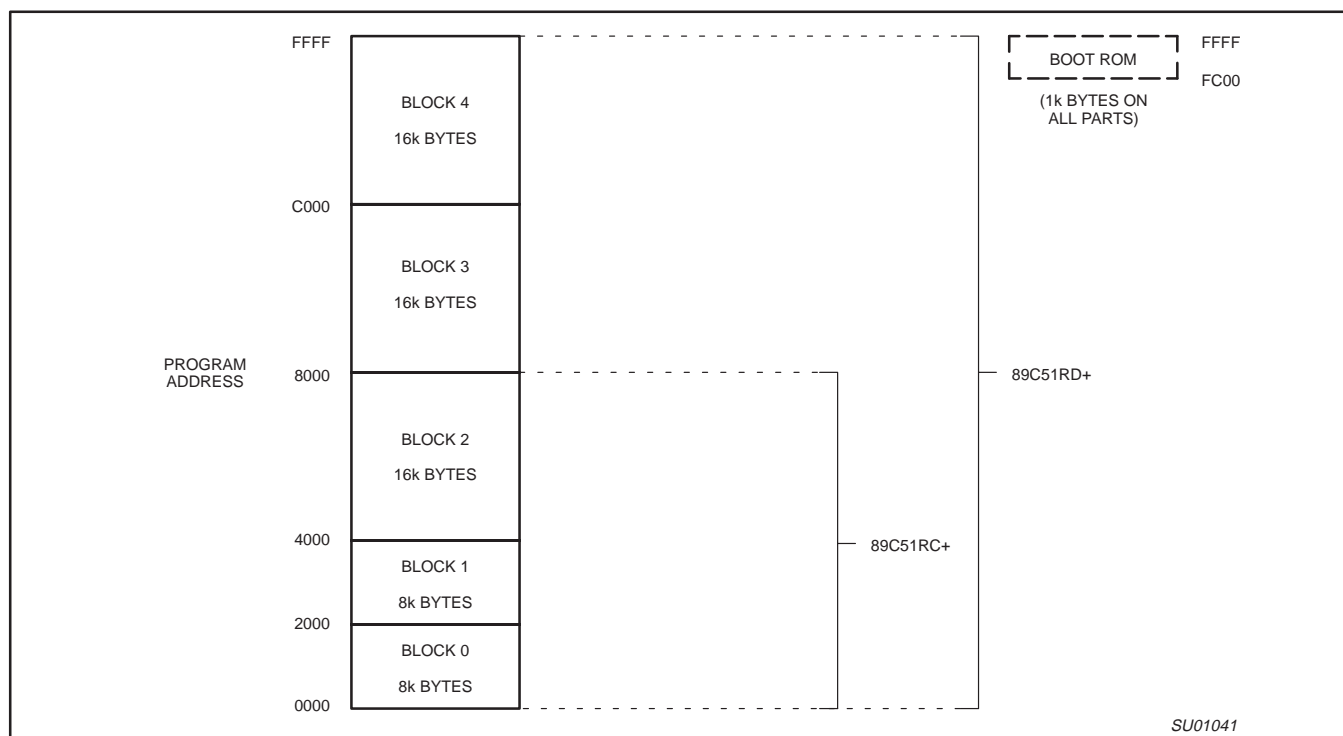 FFFF
BLOCK 4
16k BYTES
C000
BLOCK 3
16k BYTES
PROGRAM
ADDRESS
8000
BLOCK 2
16k BYTES
4000
BLOCK 1
8k BYTES
2000
BLOCK 0
8k BYTES
0000
89C51RC+
89C51RD+
BOOT ROM
FFFF
FC00
(1k BYTES ON
ALL PARTS)
SU01041